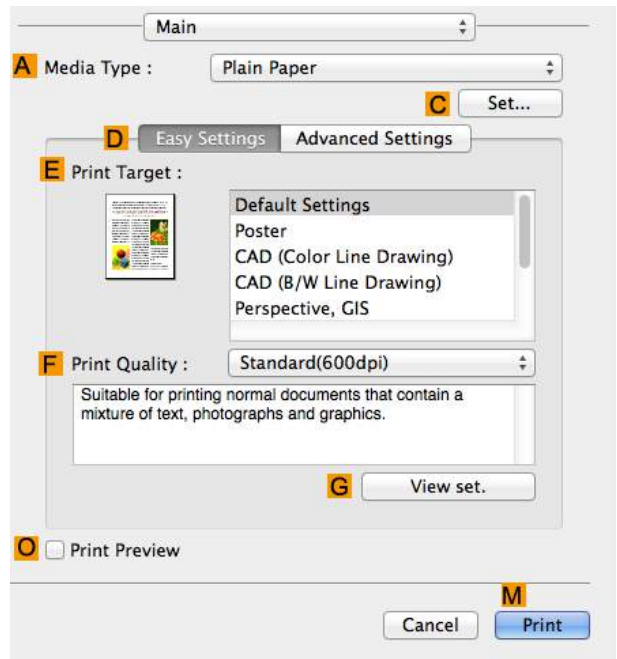 Main
A Media Type : Plain Paper
C Set...
D Easy Settings Advanced Settings
E Print Target :
Default Settings
Poster
CAD (Color Line Drawing)
CAD (B/W Line Drawing)
Perspective, GIS
F Print Quality : Standard(600dpi)
Suitable for printing normal documents that contain a
mixture of text, photographs and graphics.
G View set.
O Print Preview
M
Cancel Print